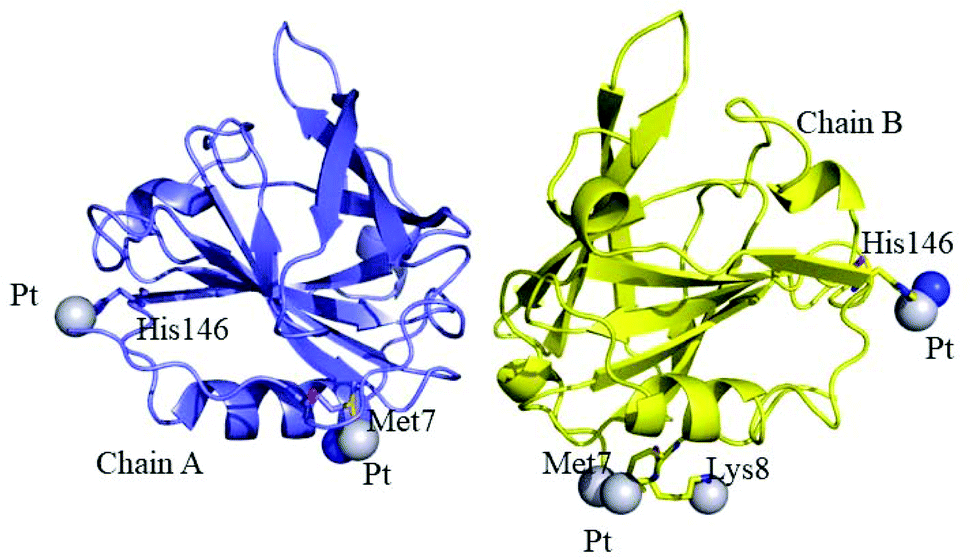 Chain B
His146
Pt
His146
Pt
Met7
Chain A
Pt
Met7
Lys8
Pt